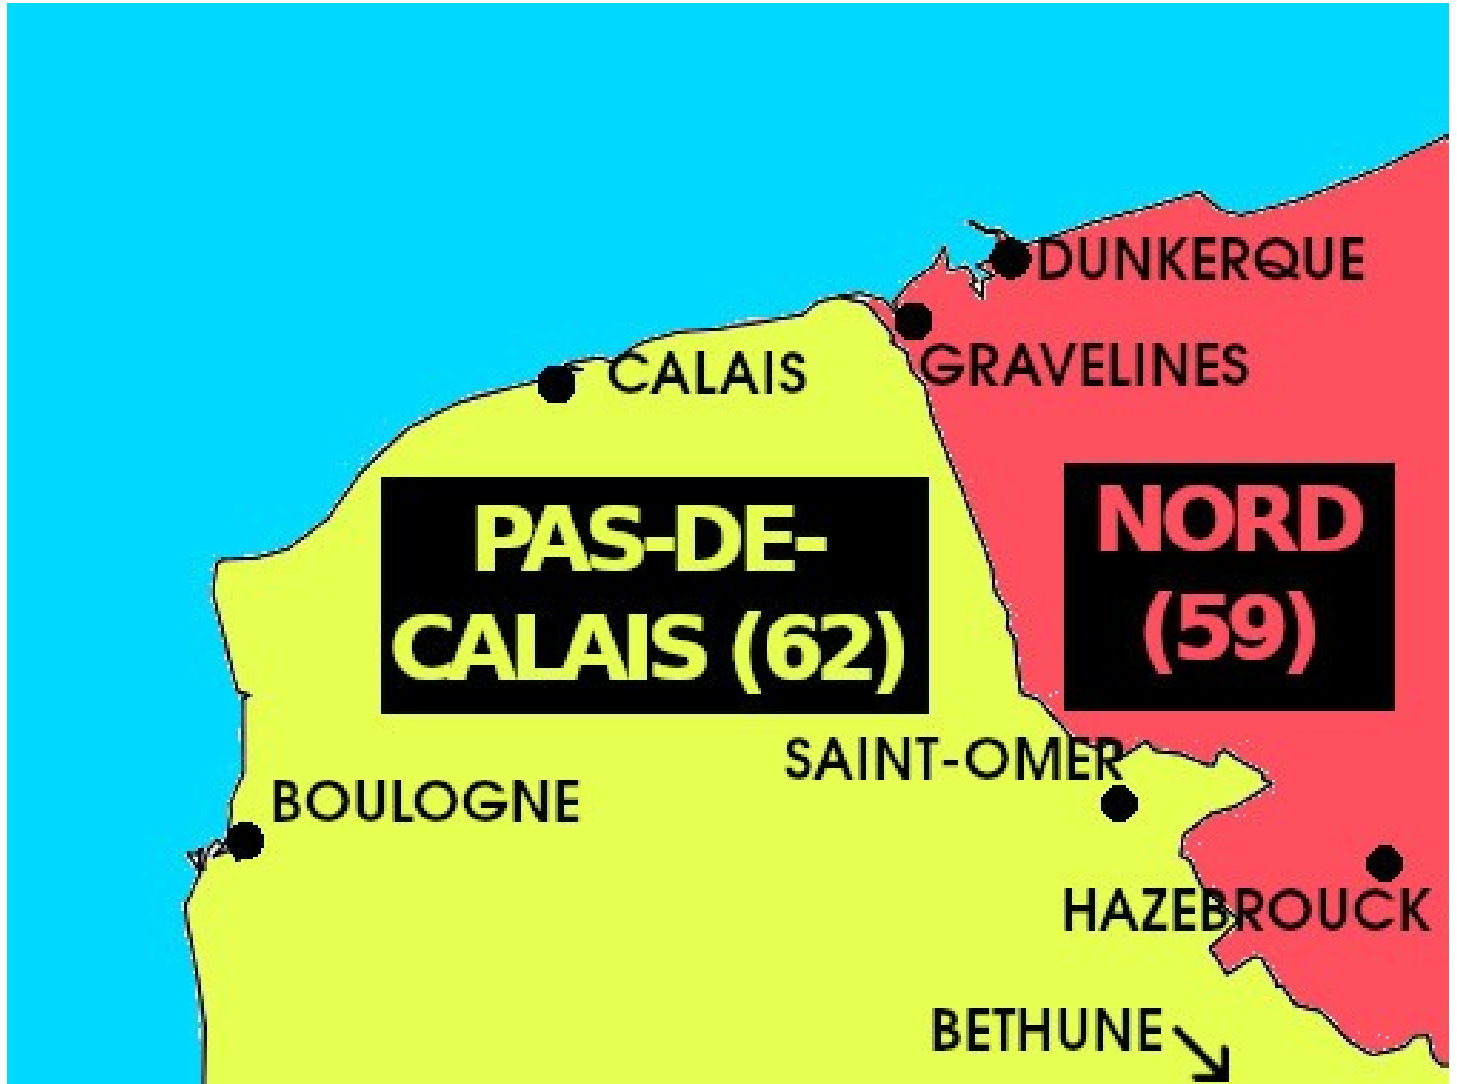 DUNKERQUE
GRAVELINES
CALAIS
PAS-DE-
CALAIS (62)
NORD
(59)
SAINT-OMER
BOULOGNE
HAZEBROUCK
BETHUNE